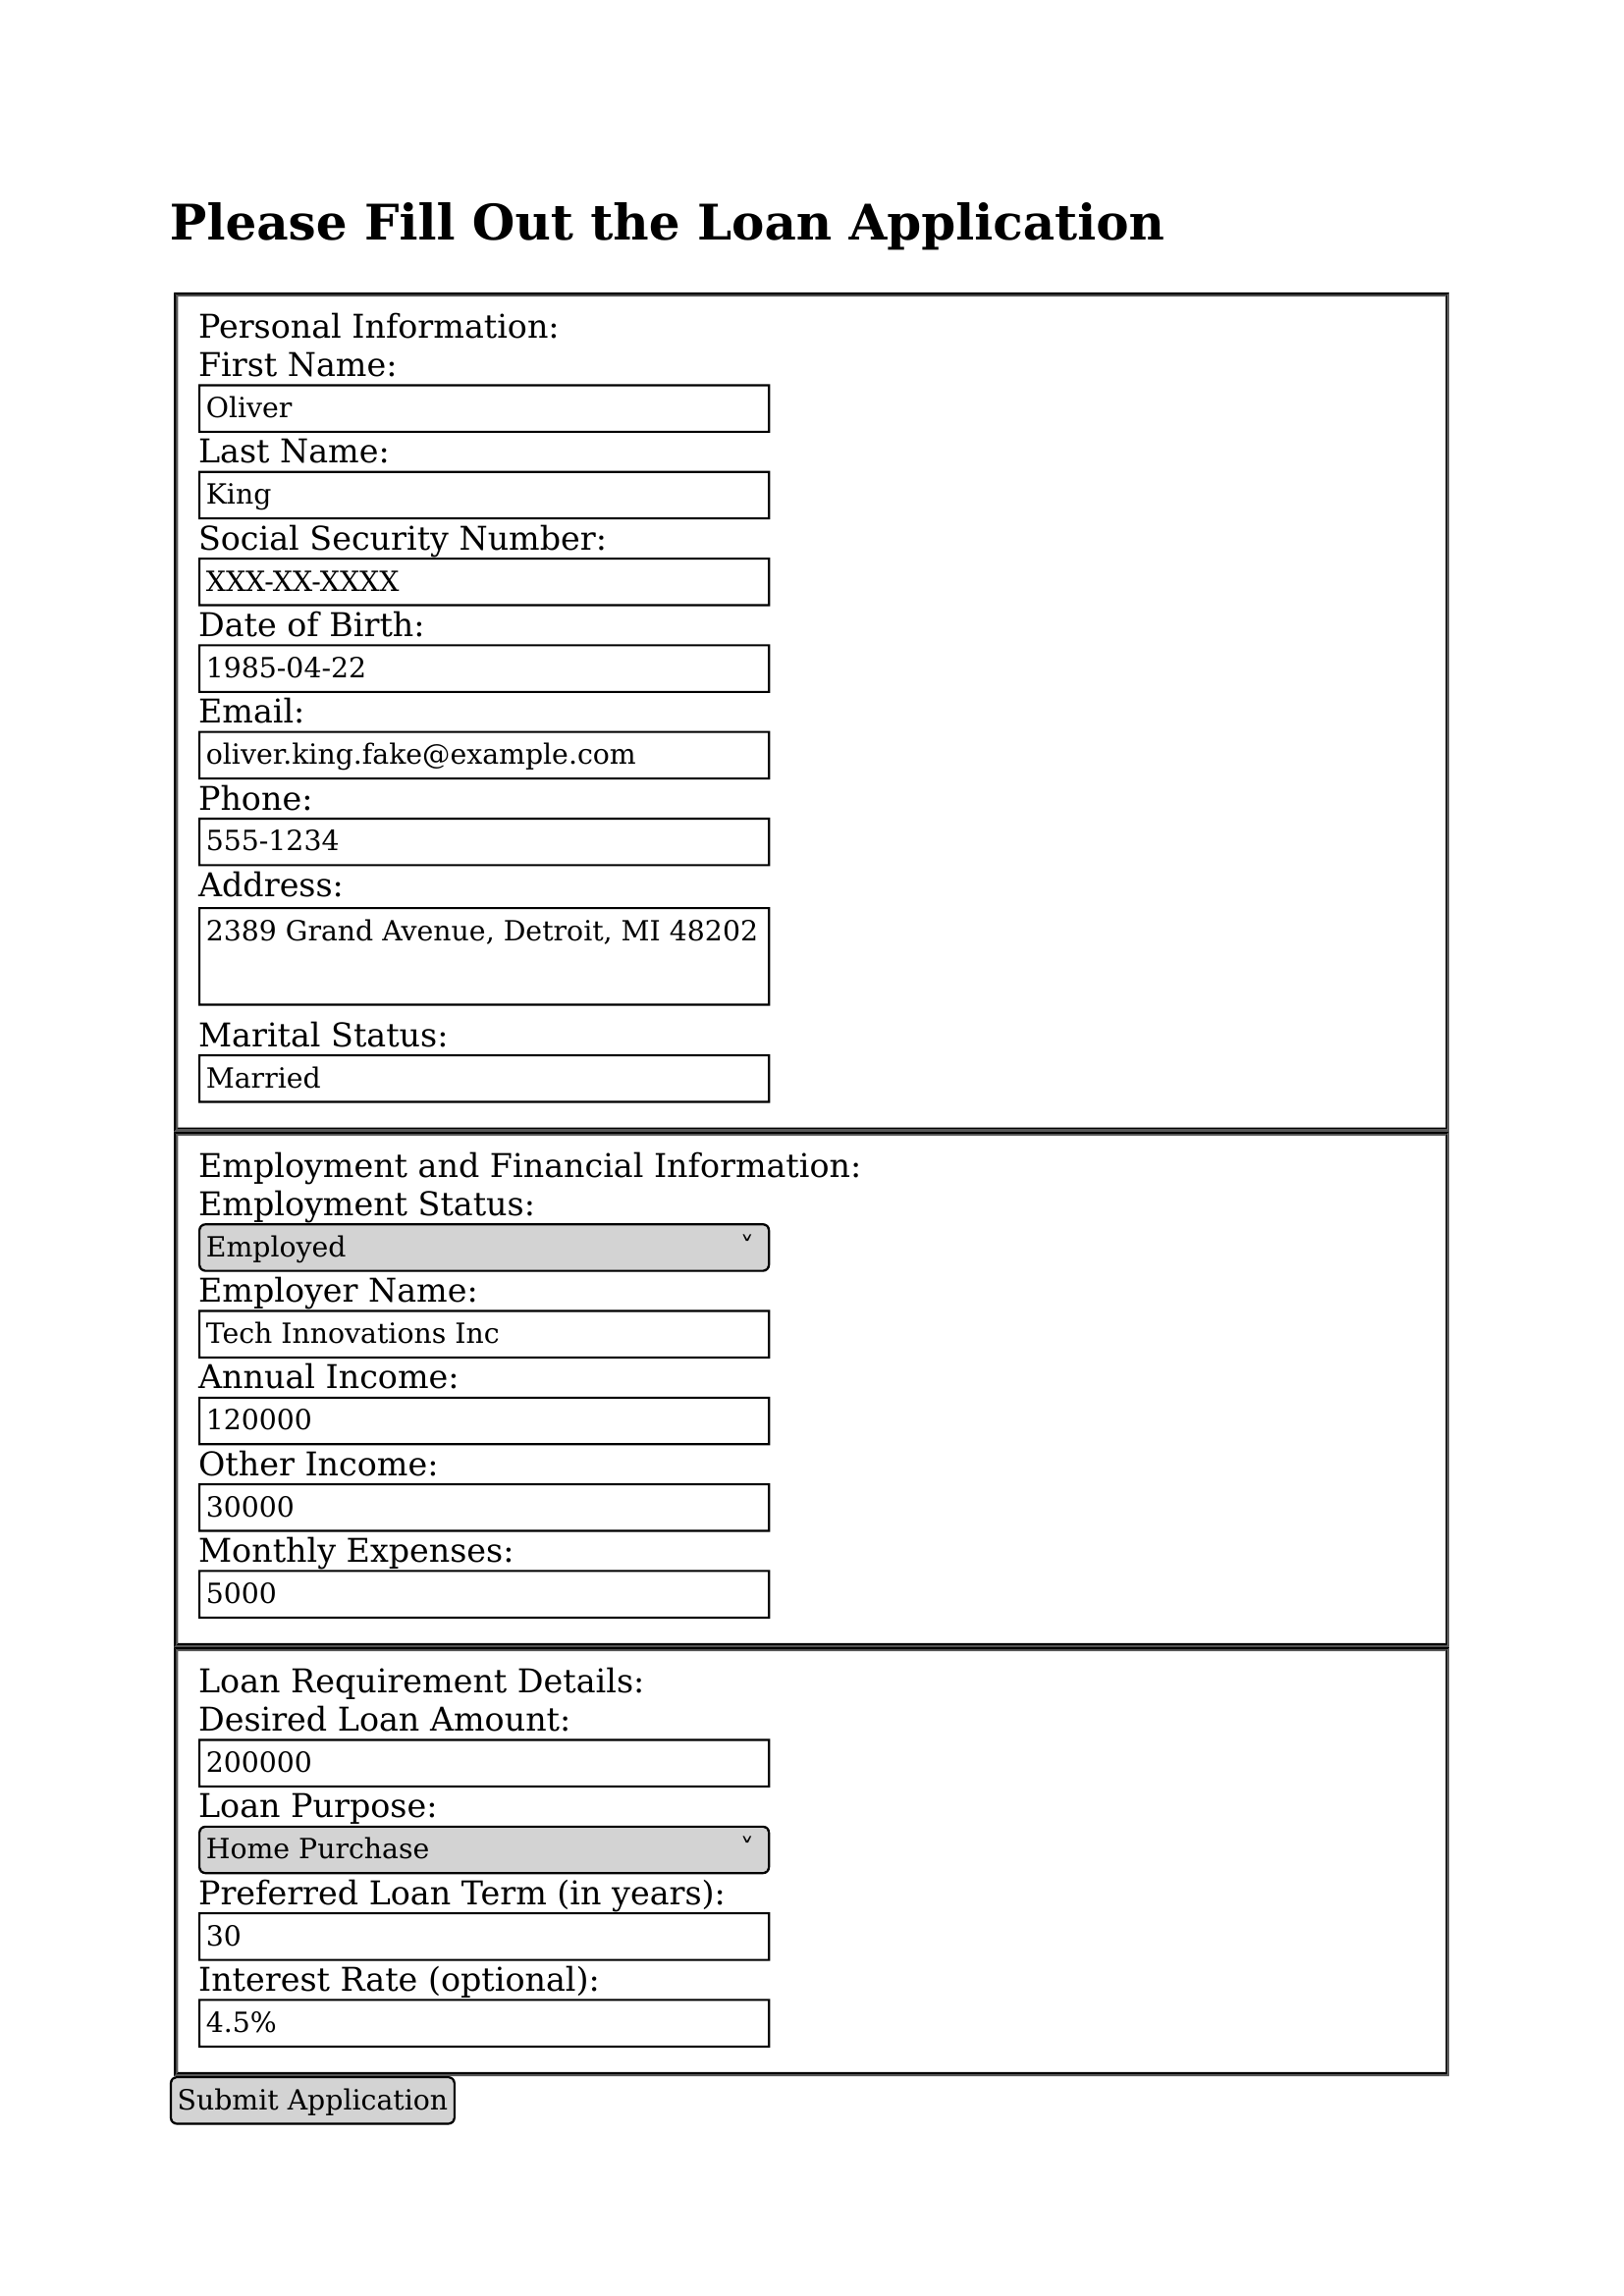 Please Fill Out the Loan Application
Personal Information:
First Name:
Oliver
Last Name:
King
Social Security Number:
XXX-XX-XXXX
Date of Birth:
1985-04-22
Email:
oliver.king.fake@example.com
Phone:
555-1234
Address:
2389 Grand Avenue, Detroit, MI 48202
Marital Status:
Married
Employment and Financial Information:
Employment Status:
Employed
Employer Name:
Tech Innovations Inc
Annual Income:
120000
Other Income:
30000
Monthly Expenses:
5000
Loan Requirement Details:
Desired Loan Amount:
200000
Loan Purpose:
Home Purchase
Preferred Loan Term (in years):
30
Interest Rate (optional):
4.5%
Submit Application